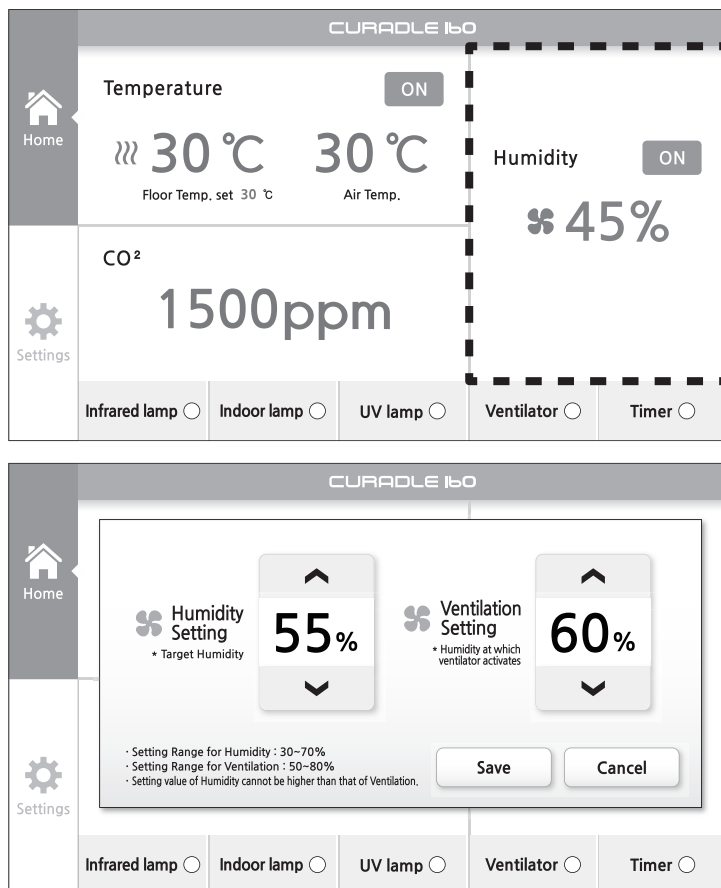 CURADLE 160
Home
Temperature
ON
30 ℃
30 ℃
Floor Temp. set 30 ℃
Air Temp.
Humidity
ON
45%
CO²
1500ppm
Settings
Infrared lamp
Indoor lamp
UV lamp
Ventilator
Timer
CURADLE 160
Home
Humidity
Setting
* Target Humidity
55%
Ventilation
Setting
* Humidity at which
ventilator activates
60%
· Setting Range for Humidity : 30~70%
· Setting Range for Ventilation : 50~80%
· Setting value of Humidity cannot be higher than that of Ventilation.
Save
Cancel
Settings
Infrared lamp
Indoor lamp
UV lamp
Ventilator
Timer